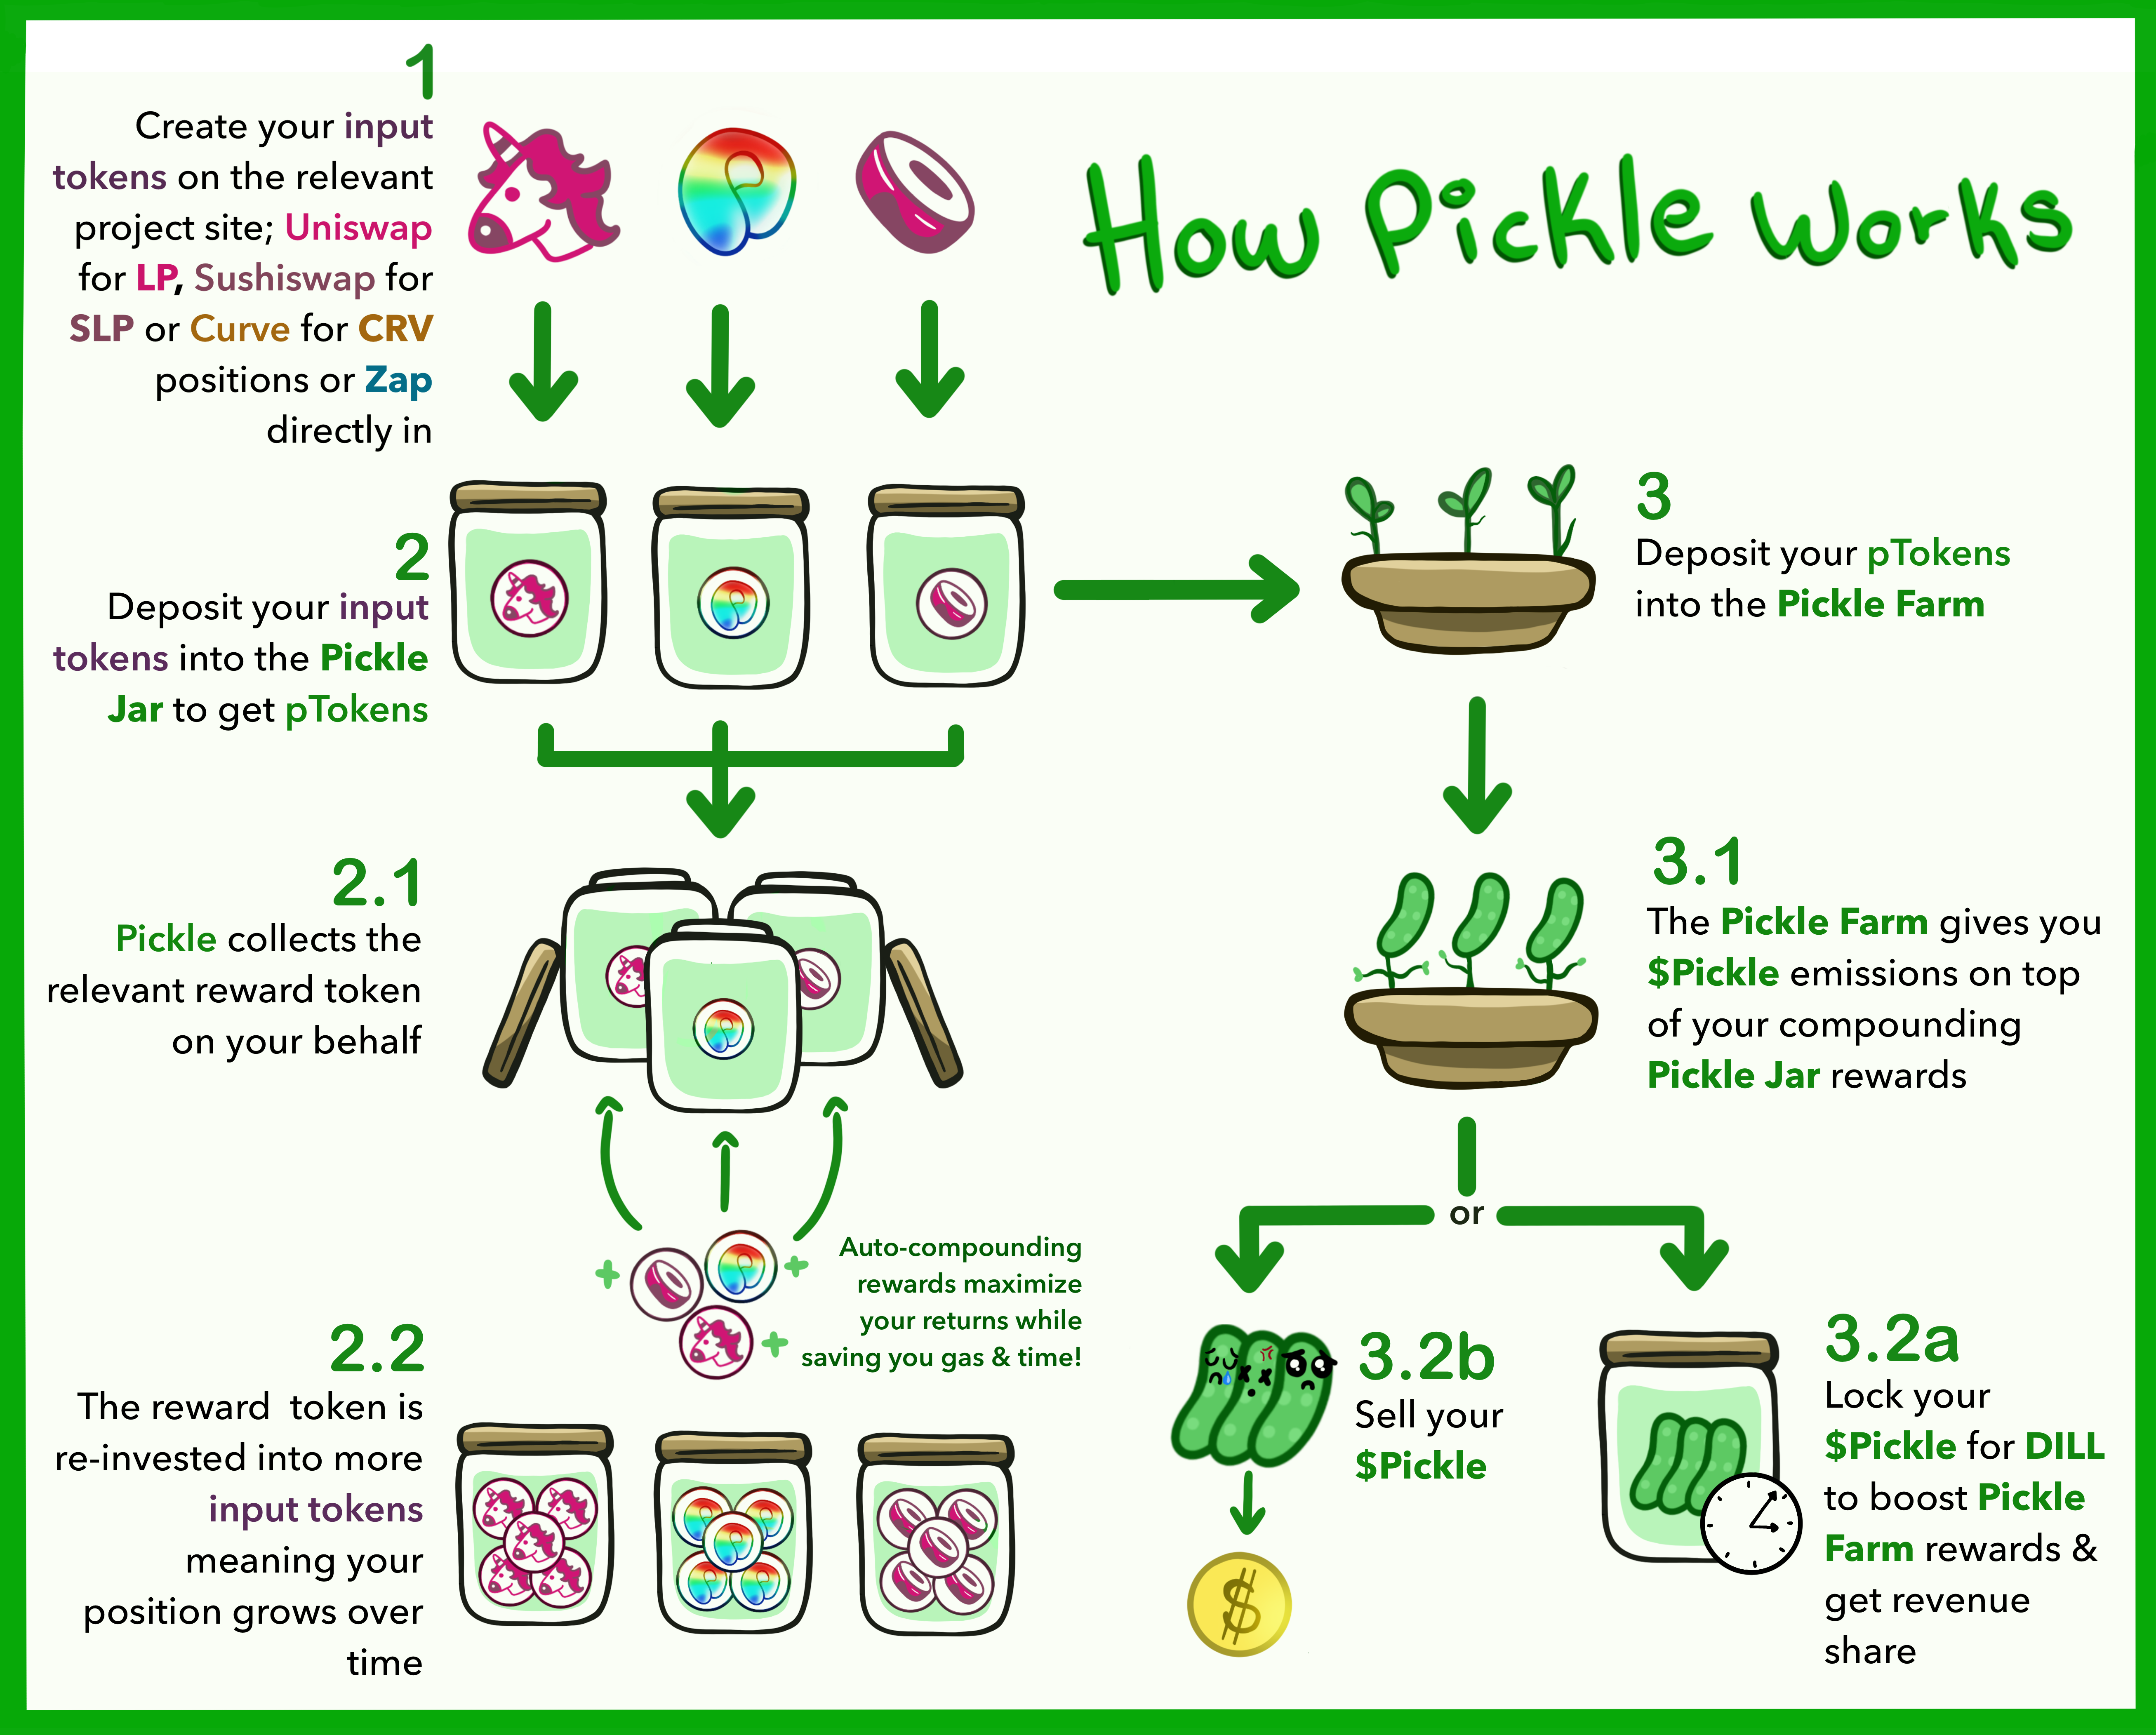 How Pickle Works
1
Create your input
tokens on the relevant
project site; Uniswap
for LP, Sushiswap for
SLP or Curve for CRV
positions or Zap
directly in
2
Deposit your input
tokens into the Pickle
Jar to get pTokens
2.1
Pickle collects the
relevant reward token
on your behalf
Auto-compounding
rewards maximize
your returns while
saving you gas & time!
2.2
The reward token is
re-invested into more
input tokens
meaning your
position grows over
time
3
Deposit your pTokens
into the Pickle Farm
3.1
The Pickle Farm gives you
$Pickle emissions on top
of your compounding
Pickle Jar rewards
or
3.2b
Sell your
$Pickle
$
3.2a
Lock your
$Pickle for DILL
to boost Pickle
Farm rewards &
get revenue
share